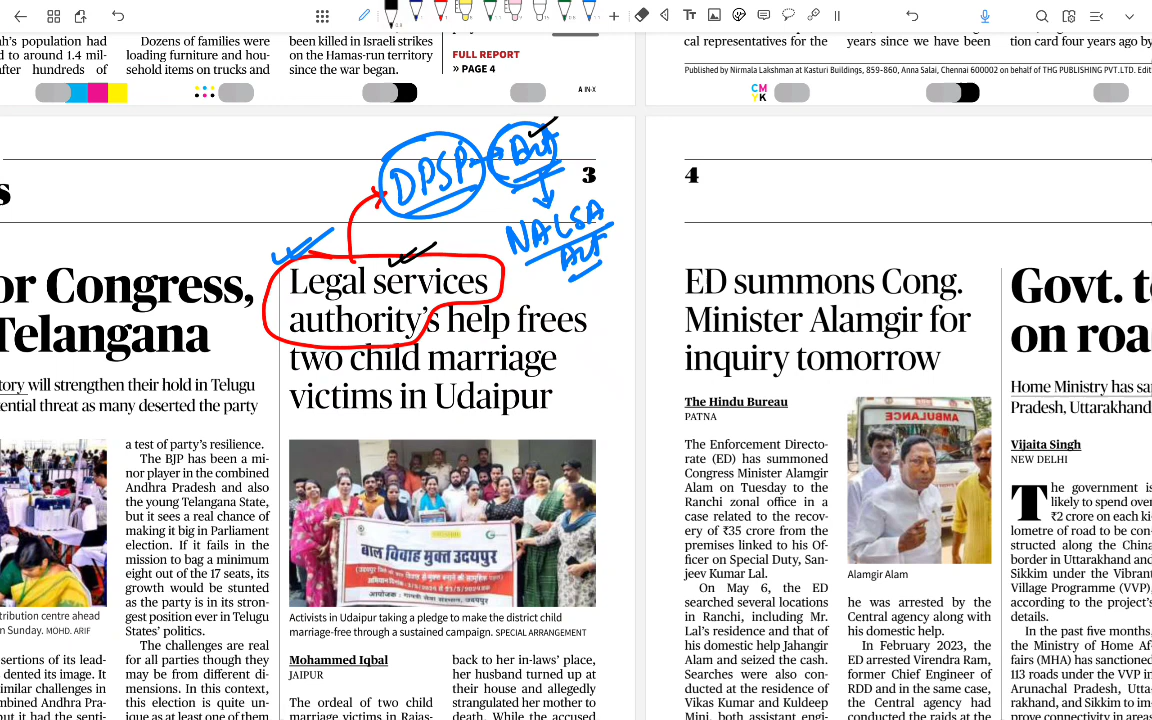 ah's population had
d to around 1.4 mil-
after hundreds of
Dozens of families were
loading furniture and hou-
sehold items on trucks and
been killed in Israeli strikes
on the Hamas-run territory
since the war began.
FULL REPORT
» PAGE 4
A IN-X
cal representatives for the
years since we have been
tion card four years ago by
Published by Nirmala Lakshman at Kasturi Buildings, 859-860, Anna Salai, Chennai 600002 on behalf of THG PUBLISHING PVT.LTD. Edit
CM
YK
DPSP
Act
NALSA
Act
s
3
or Congress,
Telangana
tory will strengthen their hold in Telugu
ential threat as many deserted the party
a test of party's resilience.
The BJP has been a mi-
nor player in the combined
Andhra Pradesh and also
the young Telangana State,
but it sees a real chance of
making it big in Parliament
election. If it fails in the
mission to bag a minimum
eight out of the 17 seats, its
growth would be stunted
as the party is in its stron-
gest position ever in Telugu
States' politics.
The challenges are real
for all parties though they
may be from different di-
mensions. In this context,
this election is quite un-
ique as at least one of them
tribution centre ahead
n Sunday. MOHD. ARIF
sertions of its lead-
dented its image. It
similar challenges in
mbined Andhra Pra-
but it had the senti-
Legal services
authority's help frees
two child marriage
victims in Udaipur
बाल विवाह मुक्त उदयपुर
Activists in Udaipur taking a pledge to make the district child
marriage-free through a sustained campaign. SPECIAL ARRANGEMENT
Mohammed Iqbal
JAIPUR
The ordeal of two child
marriage victims in Rajas-
back to her in-laws' place,
her husband turned up at
their house and allegedly
strangulated her mother to
death. While the accused
4
ED summons Cong.
Minister Alamgir for
inquiry tomorrow
The Hindu Bureau
PATNA
The Enforcement Directo-
rate (ED) has summoned
Congress Minister Alamgir
Alam on Tuesday to the
Ranchi zonal office in a
case related to the recov-
ery of ₹35 crore from the
premises linked to his Of-
ficer on Special Duty, San-
jeev Kumar Lal.
On May 6, the ED
searched several locations
in Ranchi, including Mr.
Lal's residence and that of
his domestic help Jahangir
Alam and seized the cash.
Searches were also con-
ducted at the residence of
Vikas Kumar and Kuldeep
Minj, both assistant engi-
AMBULANCE
Alamgir Alam
he was arrested by the
Central agency along with
his domestic help.
In February 2023, the
ED arrested Virendra Ram,
former Chief Engineer of
RDD and in the same case,
the Central agency had
conducted the raids at the
Govt. t
on roa
Home Ministry has sa
Pradesh, Uttarakhand
Vijaita Singh
NEW DELHI
The government is
likely to spend over
₹2 crore on each ki-
lometre of road to be con-
structed along the China
border in Uttarakhand and
Sikkim under the Vibrant
Village Programme (VVP),
according to the project's
details.
In the past five months,
the Ministry of Home Af-
fairs (MHA) has sanctioned
113 roads under the VVP in
Arunachal Pradesh, Utta-
rakhand, and Sikkim to im-
prove connectivity in areas